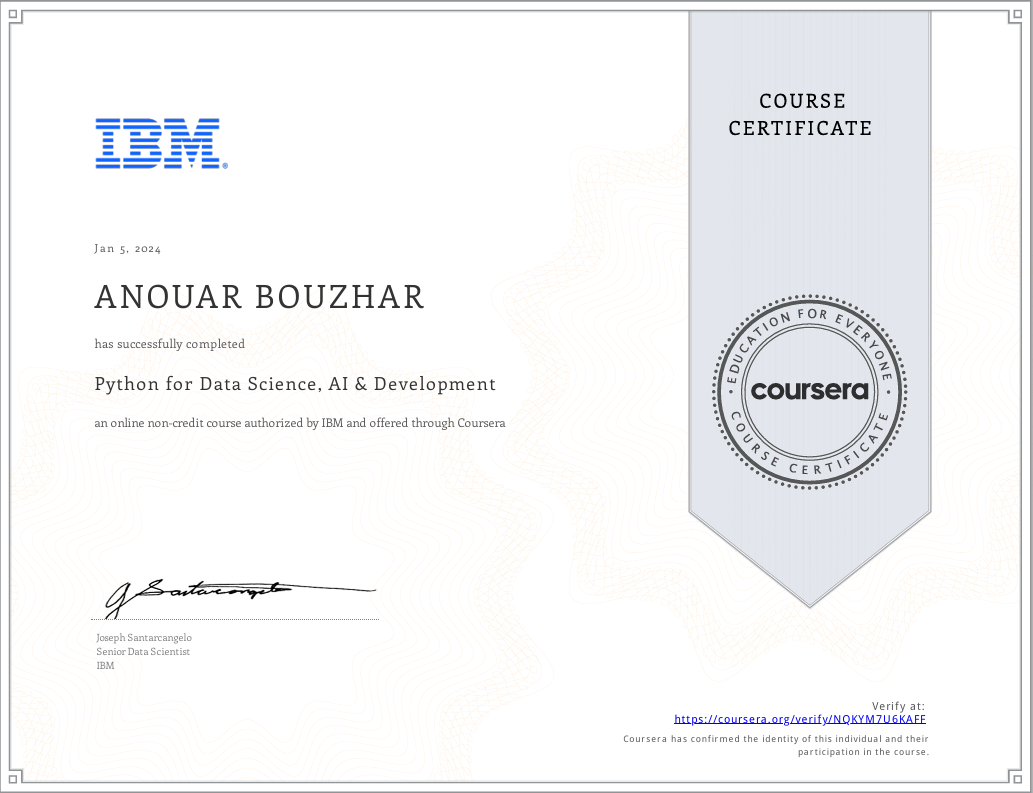 COURSE
CERTIFICATE
IBM®
Jan 5, 2024
ANOUAR BOUZHAR
has successfully completed
Python for Data Science, AI & Development
an online non-credit course authorized by IBM and offered through Coursera
EDUCATION FOR EVERYONE
coursera
COURSE CERTIFICATE
J Santarcangelo
Joseph Santarcangelo
Senior Data Scientist
IBM
Verify at:
https://coursera.org/verify/NQKYM7U6KAFF
Coursera has confirmed the identity of this individual and their
participation in the course.